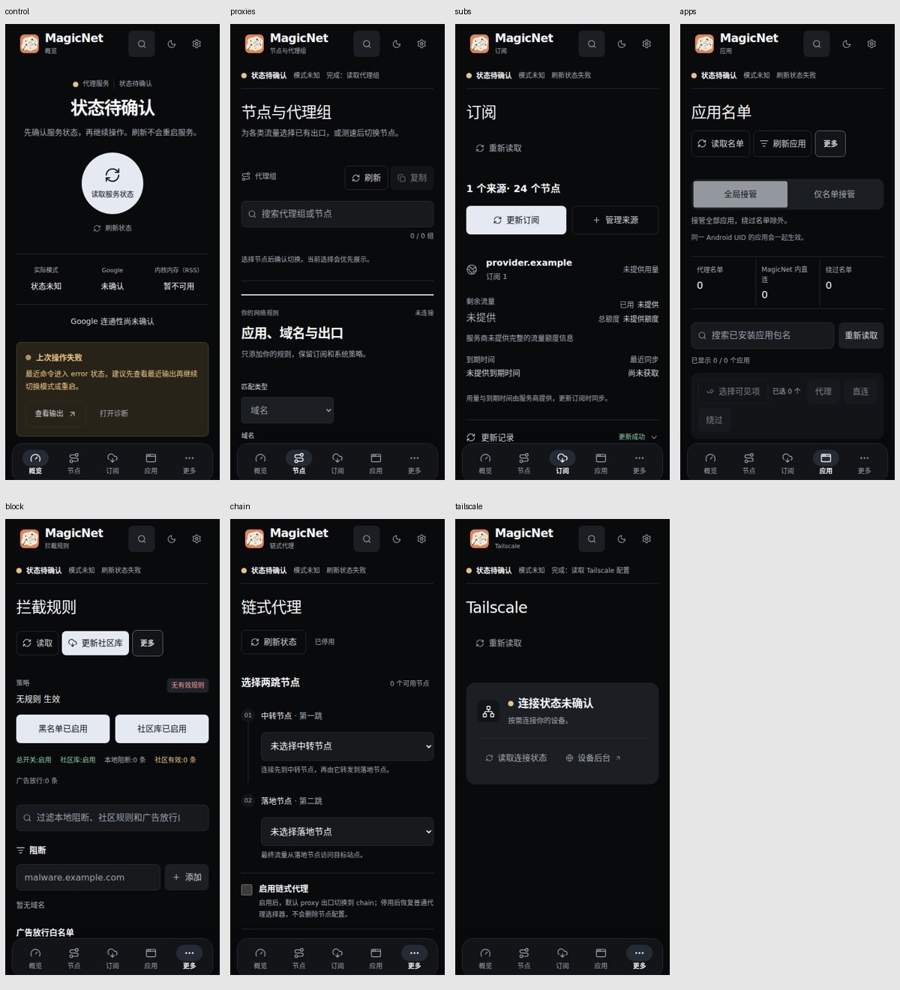 control
MagicNet
概览
代理服务 | 状态待确认
状态待确认
先确认服务状态，再继续操作。刷新不会重启服务。
读取服务状态
刷新状态
实际模式 Google 内核内存（RSS）
状态未知 未确认 暂不可用
Google 连通性尚未确认
上次操作失败
最近命令进入 error 状态。建议先查看最近输出再继续
切换模式或重启。
查看输出 打开诊断
概览 节点 订阅 应用 更多
proxies
MagicNet
节点与代理组
状态待确认 模式未知 完成：读取代理组
节点与代理组
为各类流量选择已有出口，或测速后切换节点。
代理组 刷新 复制
搜索代理组或节点
0 / 0 组
选择节点后确认切换。当前选择会优先展示。
你的网络规则 未连接
应用、域名与出口
只添加你的规则，保留订阅和系统策略。
匹配类型
域名
域名
概览 节点 订阅 应用 更多
subs
MagicNet
订阅
状态待确认 模式未知 刷新状态失败
订阅
重新读取
1 个来源· 24 个节点
更新订阅 管理来源
provider.example
订阅 1
未提供用量
剩余流量
未提供
已用 未提供
总额度 未提供额度
服务商未提供完整的流量额度信息
到期时间 最近同步
未提供到期时间 尚未获取
用量与到期时间由服务商提供，更新订阅时同步。
更新记录 更新成功
概览 节点 订阅 应用 更多
apps
MagicNet
应用
状态待确认 模式未知 刷新状态失败
应用名单
读取名单 刷新应用 更多
全局接管 仅名单接管
接管全部应用，绕过名单除外。
同一 Android UID 的应用会一起生效。
代理名单
0
MagicNet 内直
连
0
绕过名单
0
搜索已安装应用包名 重新读取
已显示 0 / 0 个应用
选择可见项 已选 0 个 代理 直连
绕过
概览 节点 订阅 应用 更多
block
MagicNet
拦截规则
状态待确认 模式未知 刷新状态失败
拦截规则
读取 更新社区库 更多
策略
无规则 生效
无有效规则
黑名单已启用 社区库已启用
总开关:启用 社区库:启用 本地阻断:0 条 社区有效:0 条
广告放行:0 条
过滤本地阻断、社区规则和广告放行
阻断
malware.example.com 添加
暂无域名
广告放行白名单
概览 节点 订阅 应用 更多
chain
MagicNet
链式代理
状态待确认 模式未知 刷新状态失败
链式代理
刷新状态 已停用
选择两跳节点 0 个可用节点
01 中转节点 · 第一跳
未选择中转节点
连接先到中转节点，再由它转发到落地节点。
02 落地节点 · 第二跳
未选择落地节点
最终流量从落地节点访问目标站点。
启用链式代理
启用后，默认 proxy 出口切换到 chain；停用后恢复普通代
理选择器，不会删除节点配置。
概览 节点 订阅 应用 更多
tailscale
MagicNet
Tailscale
状态待确认 模式未知 完成：读取 Tailscale 配置
Tailscale
重新读取
连接状态未确认
按需连接你的设备。
读取连接状态 设备后台
概览 节点 订阅 应用 更多